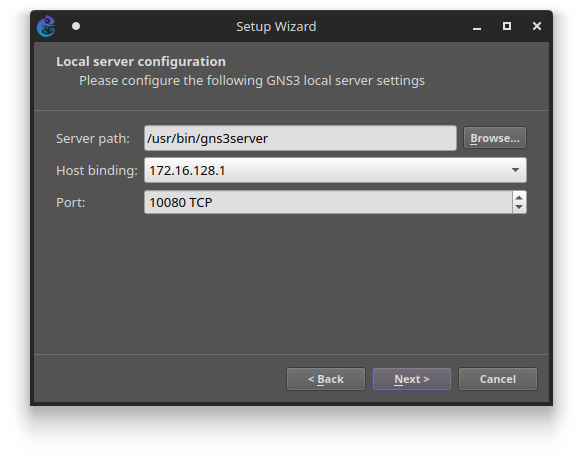 Setup Wizard
Local server configuration
Please configure the following GNS3 local server settings
Server path: /usr/bin/gns3server Browse...
Host binding: 172.16.128.1
Port: 10080 TCP
< Back Next > Cancel